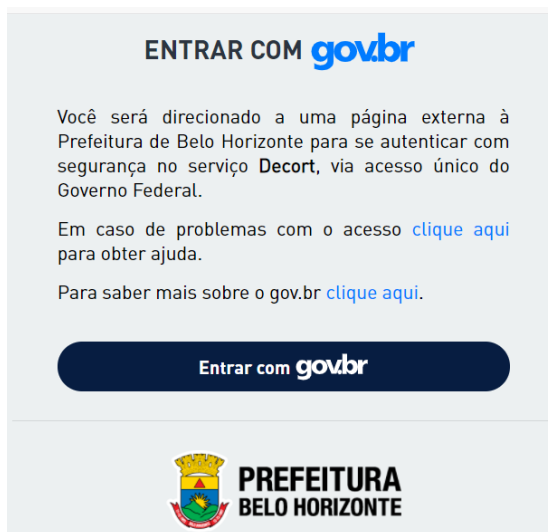 ENTRAR COM gov.br
Você será direcionado a uma página externa à
Prefeitura de Belo Horizonte para se autenticar com
segurança no serviço Decort, via acesso único do
Governo Federal.
Em caso de problemas com o acesso clique aqui
para obter ajuda.
Para saber mais sobre o gov.br clique aqui.
Entrar com gov.br
PREFEITURA
BELO HORIZONTE